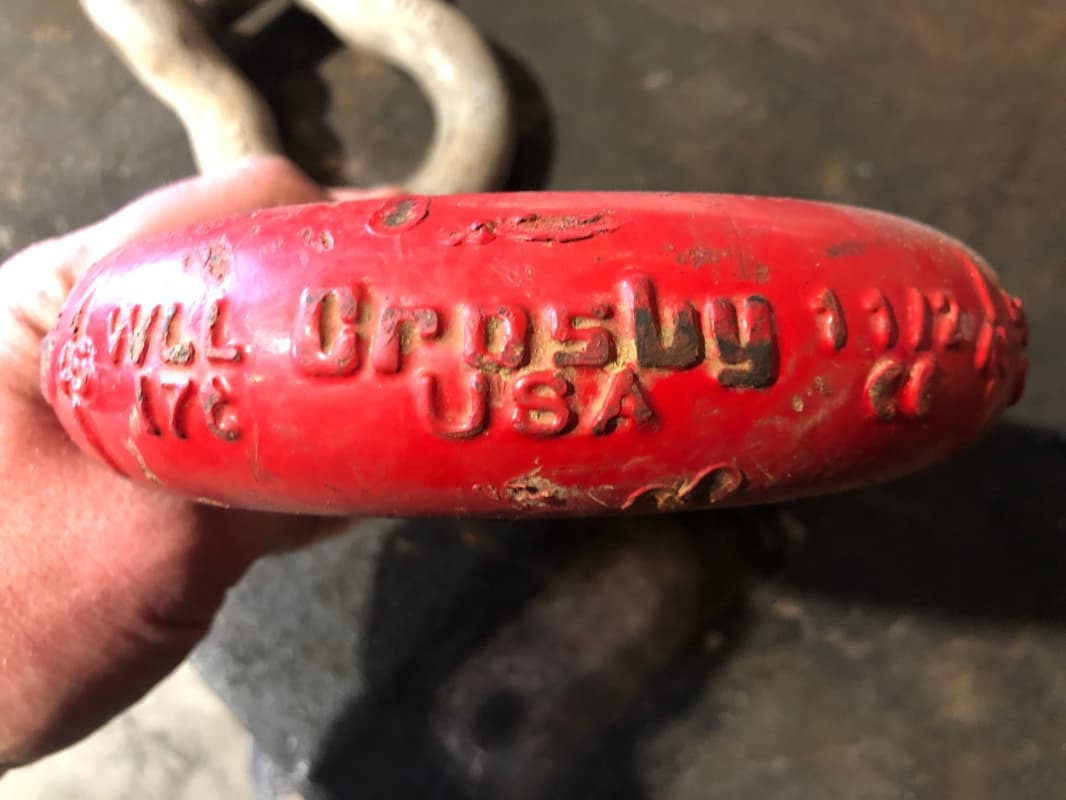 WLL
17t
Crosby
USA
1 1/2